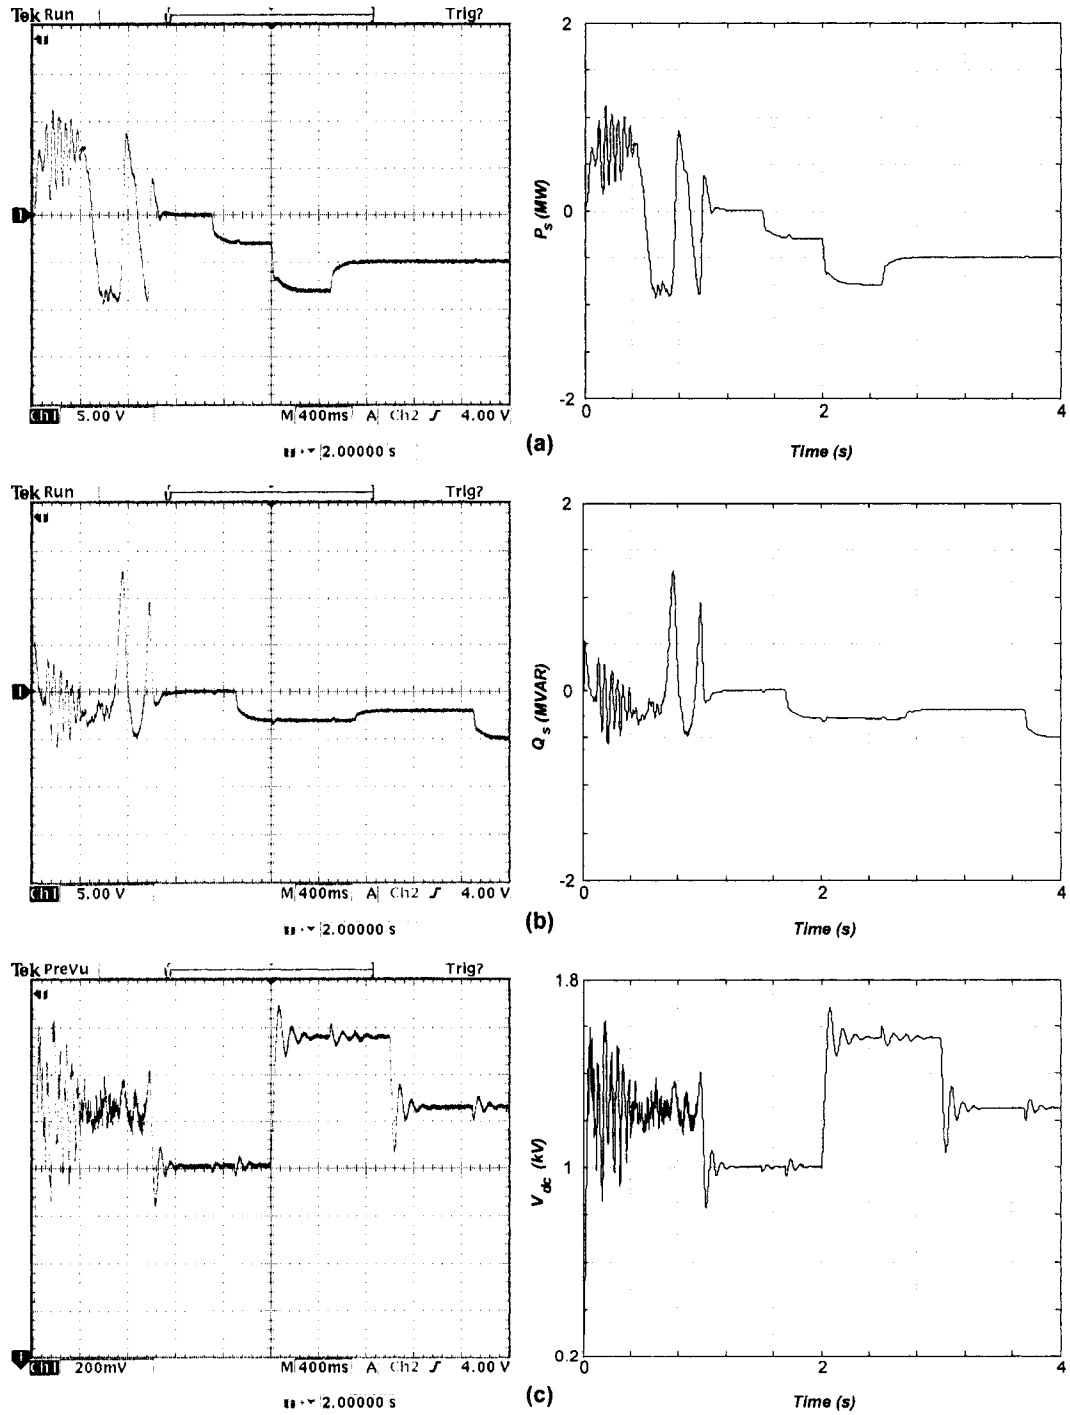 Tek Run Trig?
2
P_s (MW)
0
-2
1
Ch1 5.00 V M 400ms A Ch2 ∫ 4.00 V
2.00000 s
0 2 4
Time (s)
(a)
Tek Run Trig?
2
Q_s (MVAR)
0
-2
1
Ch1 5.00 V M 400ms A Ch2 ∫ 4.00 V
2.00000 s
0 2 4
Time (s)
(b)
Tek PreVu Trig?
1.8
V_dc (kV)
1
0.2
1
Ch1 200mV M 400ms A Ch2 ∫ 4.00 V
2.00000 s
0 2 4
Time (s)
(c)